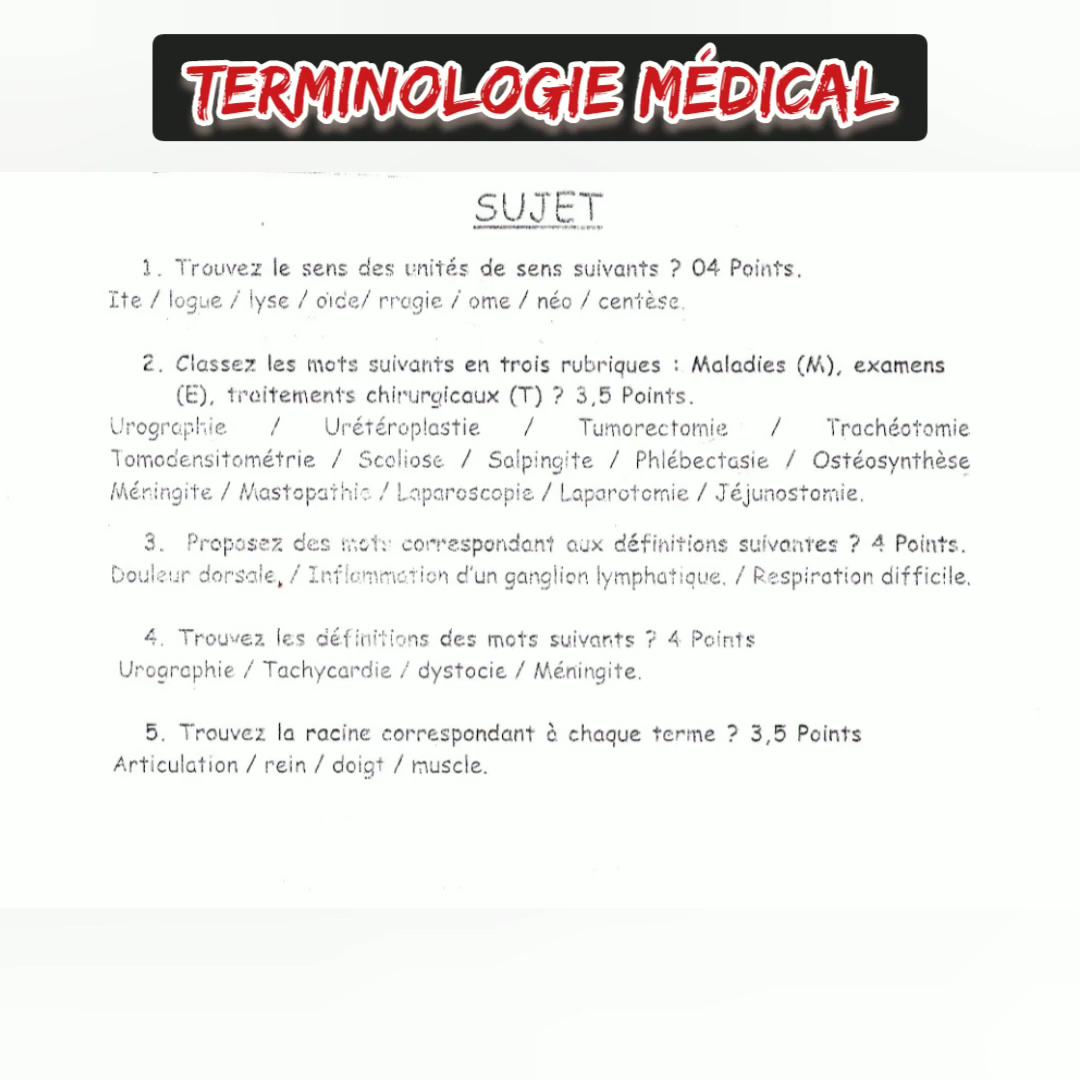 TERMINOLOGIE MÉDICAL
SUJET
1. Trouvez le sens des unités de sens suivants ? 04 Points.
Ite / logue / lyse / oïde/ rragie / ome / néo / centèse.
2. Classez les mots suivants en trois rubriques : Maladies (M), examens
(E), traitements chirurgicaux (T) ? 3,5 Points.
Urographie / Urétéroplastie / Tumorectomie / Trachéotomie
Tomodensitométrie / Scoliose / Salpingite / Phlébectasie / Ostéosynthèse
Méningite / Mastopathie / Laparoscopie / Laparotomie / Jéjunostomie.
3. Proposez des mots correspondant aux définitions suivantes ? 4 Points.
Douleur dorsale, / Inflammation d'un ganglion lymphatique. / Respiration difficile.
4. Trouvez les définitions des mots suivants ? 4 Points
Urographie / Tachycardie / dystocie / Méningite.
5. Trouvez la racine correspondant à chaque terme ? 3,5 Points
Articulation / rein / doigt / muscle.